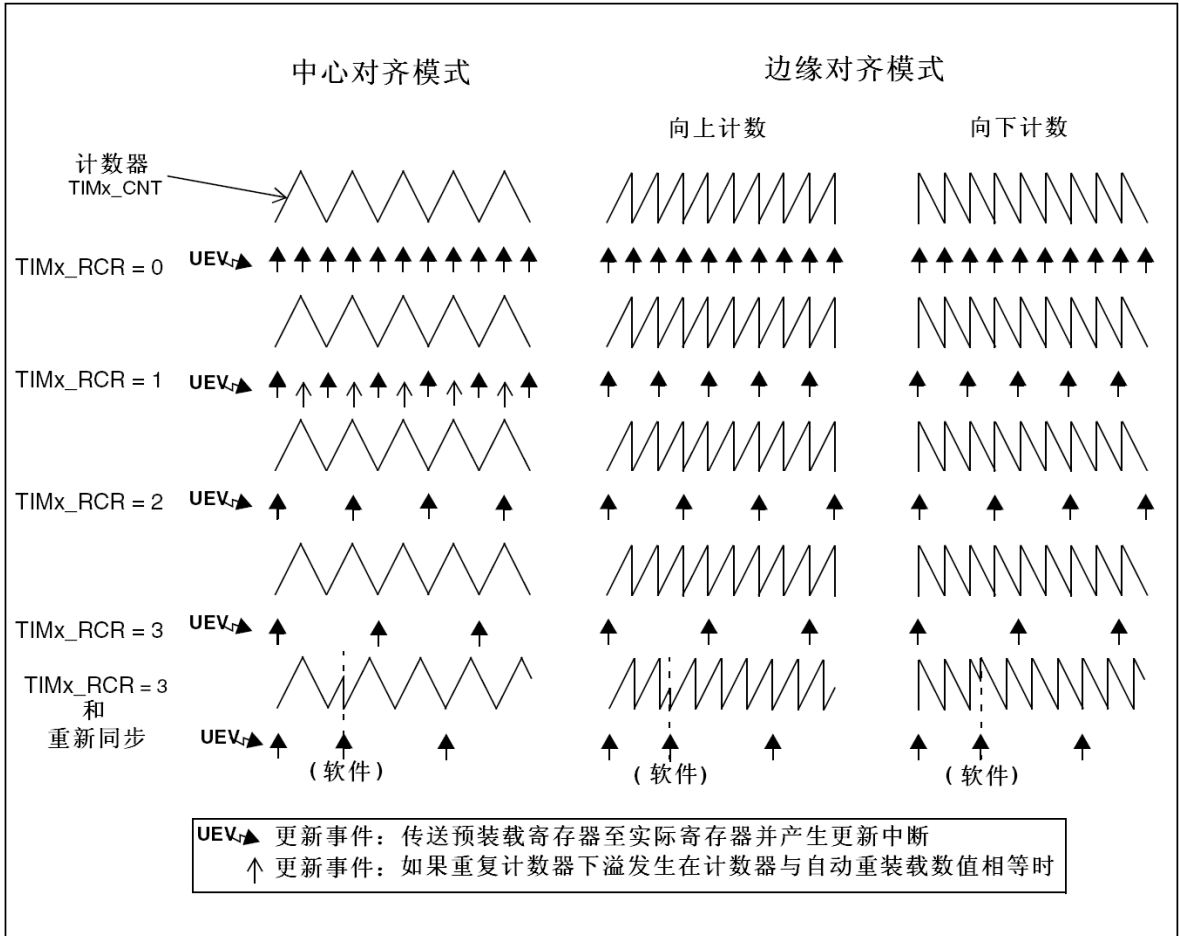 中心对齐模式
边缘对齐模式
向上计数
向下计数
计数器
TIMx_CNT
TIMx_RCR = 0
UEV
TIMx_RCR = 1
UEV
TIMx_RCR = 2
UEV
TIMx_RCR = 3
UEV
TIMx_RCR = 3
和
重新同步
UEV
(软件)
(软件)
(软件)
UEV 更新事件：传送预装载寄存器至实际寄存器并产生更新中断
更新事件：如果重复计数器下溢发生在计数器与自动重装载数值相等时